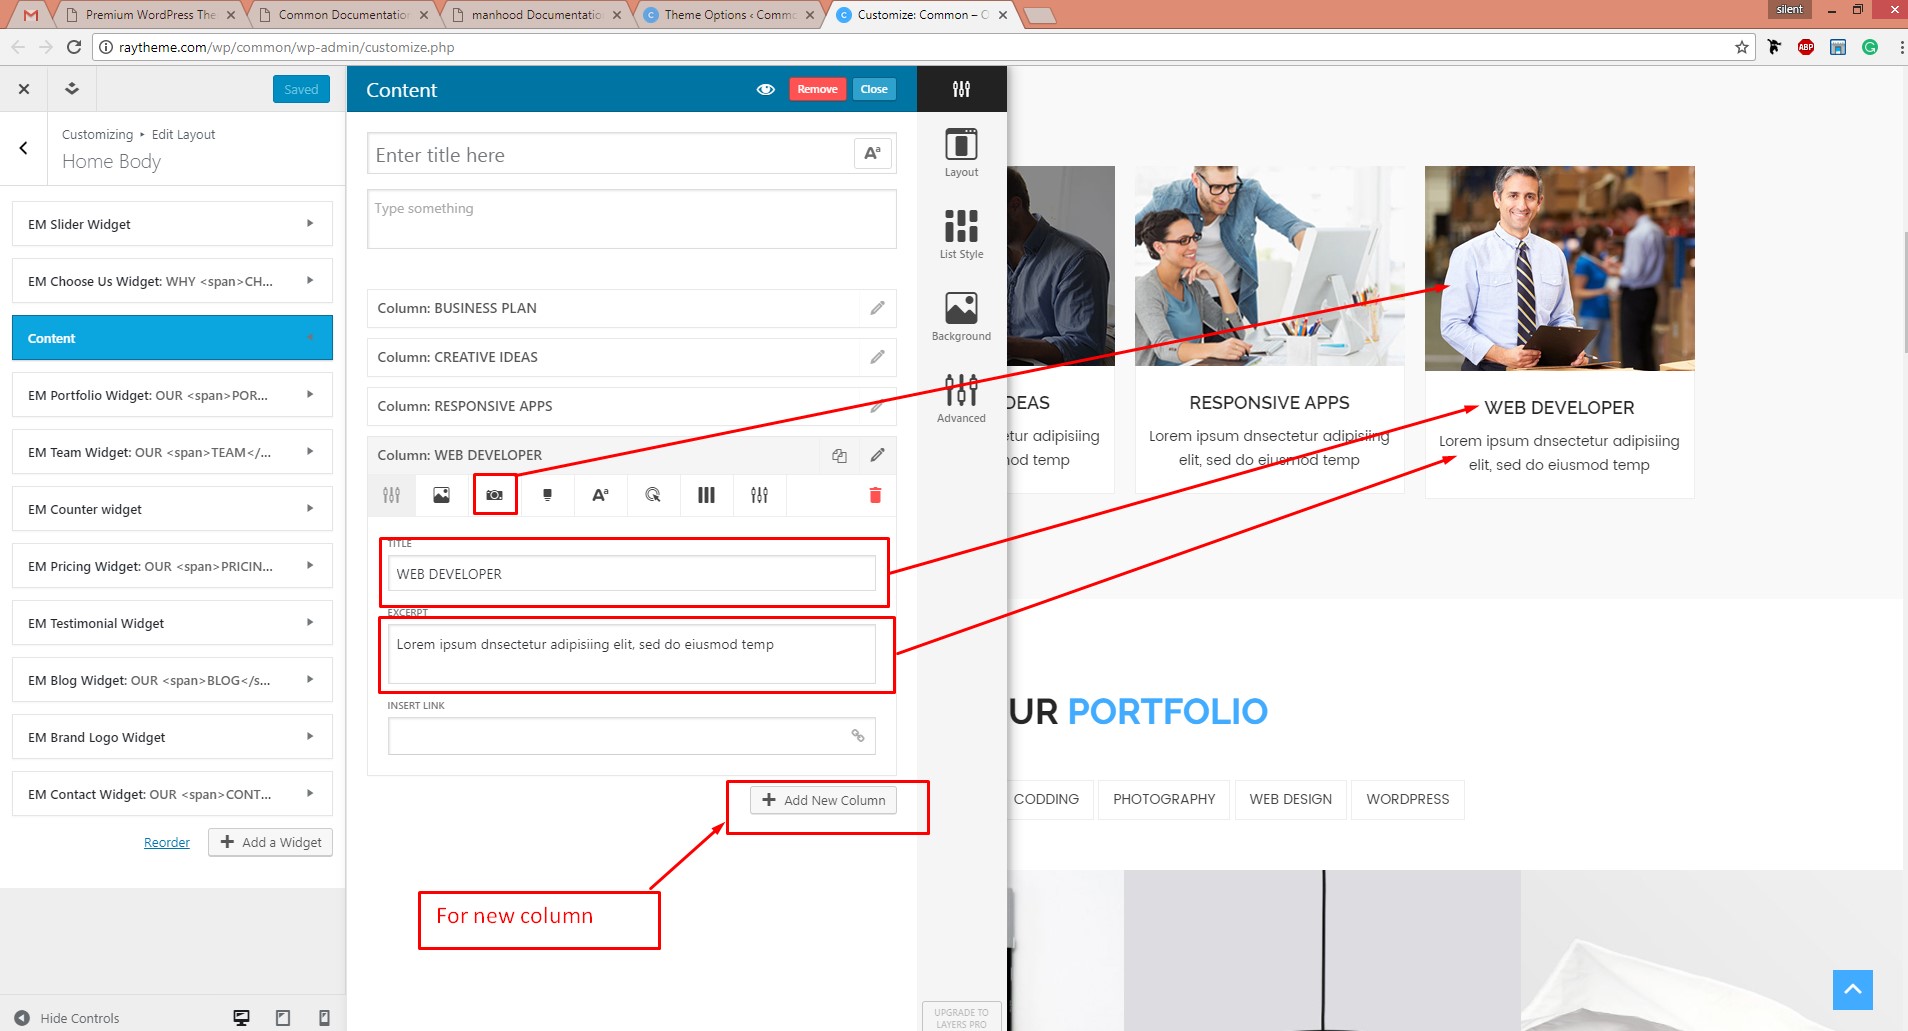 Premium WordPress The
Common Documentatio
manhood Documentatio
Theme Options ‹ Commo
Customize: Common – O
silent
raytheme.com/wp/common/wp-admin/customize.php
ABP
Saved
Customizing ▸ Edit Layout
Home Body
EM Slider Widget
EM Choose Us Widget: WHY <span>CH...
Content
EM Portfolio Widget: OUR <span>POR...
EM Team Widget: OUR <span>TEAM</...
EM Counter widget
EM Pricing Widget: OUR <span>PRICIN...
EM Testimonial Widget
EM Blog Widget: OUR <span>BLOG</s...
EM Brand Logo Widget
EM Contact Widget: OUR <span>CONT...
Reorder
Add a Widget
Hide Controls
Content
Remove
Close
Enter title here
Type something
Column: BUSINESS PLAN
Column: CREATIVE IDEAS
Column: RESPONSIVE APPS
Column: WEB DEVELOPER
TITLE
WEB DEVELOPER
EXCERPT
Lorem ipsum dnsectetur adipisiing elit, sed do eiusmod temp
INSERT LINK
Add New Column
For new column
Layout
List Style
Background
Advanced
UPGRADE TO
LAYERS PRO
DEAS
etur adipisiing
nod temp
RESPONSIVE APPS
Lorem ipsum dnsectetur adipisiing
elit, sed do eiusmod temp
WEB DEVELOPER
Lorem ipsum dnsectetur adipisiing
elit, sed do eiusmod temp
UR PORTFOLIO
CODDING
PHOTOGRAPHY
WEB DESIGN
WORDPRESS